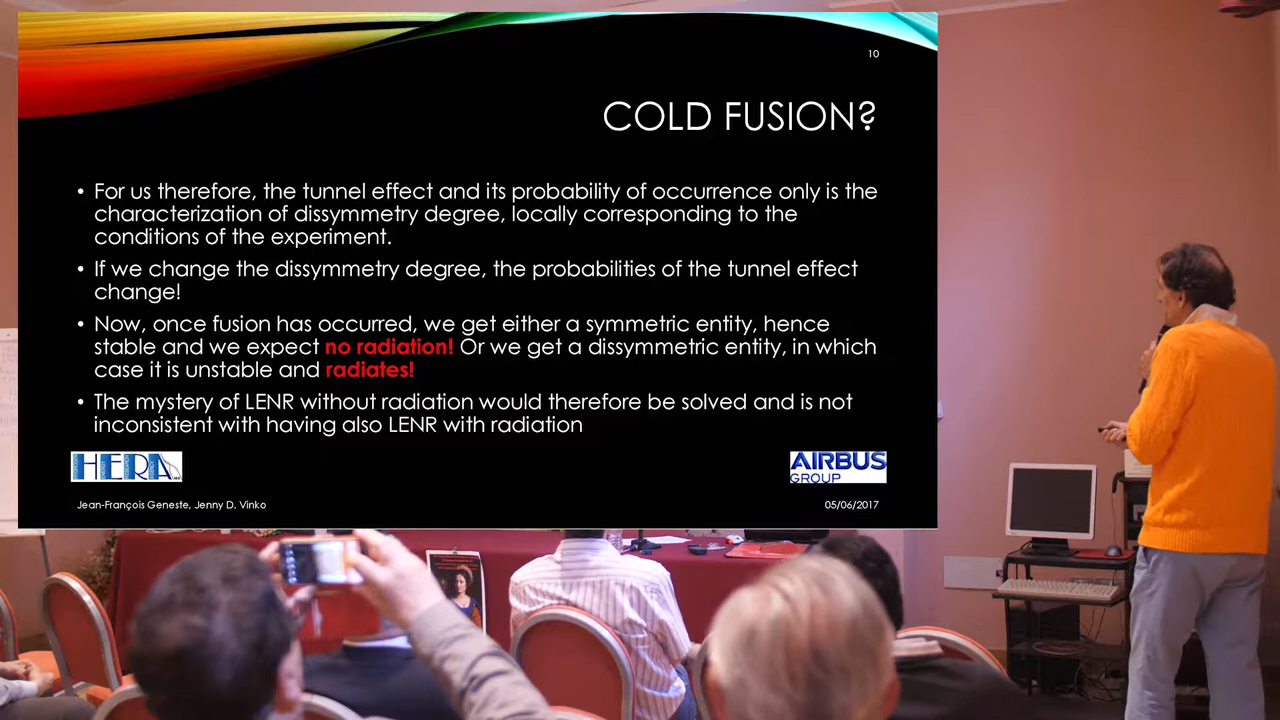 10
COLD FUSION?
• For us therefore, the tunnel effect and its probability of occurrence only is the
characterization of dissymmetry degree, locally corresponding to the
conditions of the experiment.
• If we change the dissymmetry degree, the probabilities of the tunnel effect
change!
• Now, once fusion has occurred, we get either a symmetric entity, hence
stable and we expect no radiation! Or we get a dissymmetric entity, in which
case it is unstable and radiates!
• The mystery of LENR without radiation would therefore be solved and is not
inconsistent with having also LENR with radiation
HERA
AIRBUS
GROUP
Jean-François Geneste, Jenny D. Vinko
05/06/2017